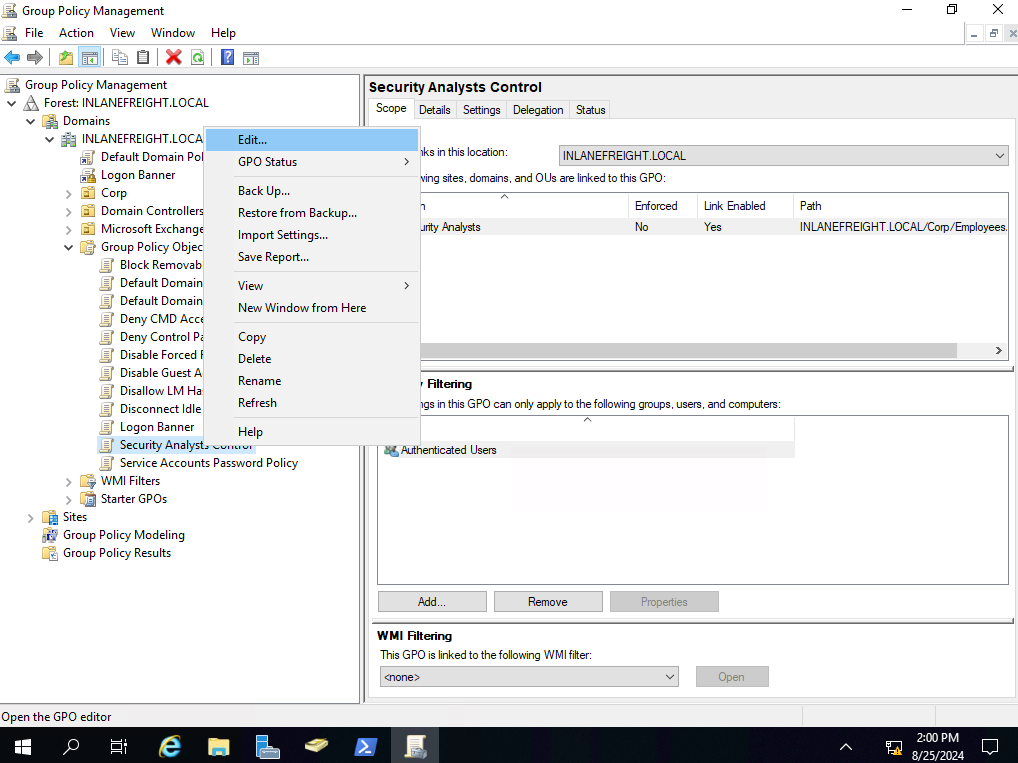 Group Policy Management
File Action View Window Help
Group Policy Management
Forest: INLANEFREIGHT.LOCAL
Domains
INLANEFREIGHT.LOCA
Default Domain Pol
Logon Banner
Corp
Domain Controllers
Microsoft Exchange
Group Policy Objec
Block Removab
Default Domain
Default Domain
Deny CMD Acce
Deny Control Pa
Disable Forced
Disable Guest A
Disallow LM Has
Disconnect Idle
Logon Banner
Security Analysts Control
Service Accounts Password Policy
WMI Filters
Starter GPOs
Sites
Group Policy Modeling
Group Policy Results
Edit...
GPO Status
Back Up...
Restore from Backup...
Import Settings...
Save Report...
View
New Window from Here
Copy
Delete
Rename
Refresh
Help
Security Analysts Control
Scope Details Settings Delegation Status
nks in this location: INLANEFREIGHT.LOCAL
wing sites, domains, and OUs are linked to this GPO:
n Enforced Link Enabled Path
urity Analysts No Yes INLANEFREIGHT.LOCAL/Corp/Employees.
Filtering
ngs in this GPO can only apply to the following groups, users, and computers:
Authenticated Users
Add... Remove Properties
WMI Filtering
This GPO is linked to the following WMI filter:
<none> Open
Open the GPO editor
2:00 PM
8/25/2024